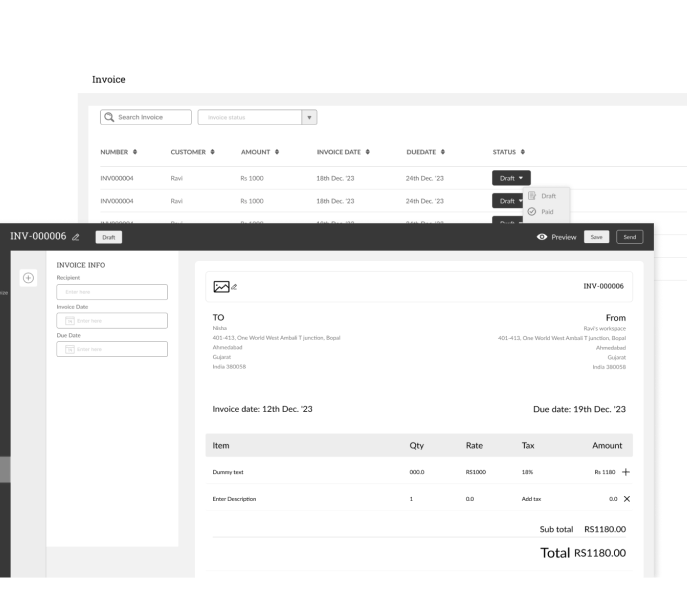 Invoice
Search Invoice
Invoice status
NUMBER CUSTOMER AMOUNT INVOICE DATE DUEDATE STATUS
INV000004 Ravi Rs 1000 18th Dec. '23 24th Dec. '23 Draft
INV000004 Ravi Rs 1000 18th Dec. '23 24th Dec. '23 Draft
Draft
Paid
INV-000006 Draft Preview Save Send
INVOICE INFO
Recipient
Enter here
Invoice Date
Enter here
Due Date
Enter here
INV-000006
TO
Nisha
401-413, One World West Ambali T junction, Bopal
Ahmedabad
Gujarat
India 380058
From
Ravi's workspace
401-413, One World West Ambali T junction, Bopal
Ahmedabad
Gujarat
India 380058
Invoice date: 12th Dec. '23 Due date: 19th Dec. '23
Item Qty Rate Tax Amount
Dummy text 000.0 RS1000 18% Rs 1180
Enter Description 1 0.0 Add tax 0.0
Sub total RS1180.00
Total RS1180.00